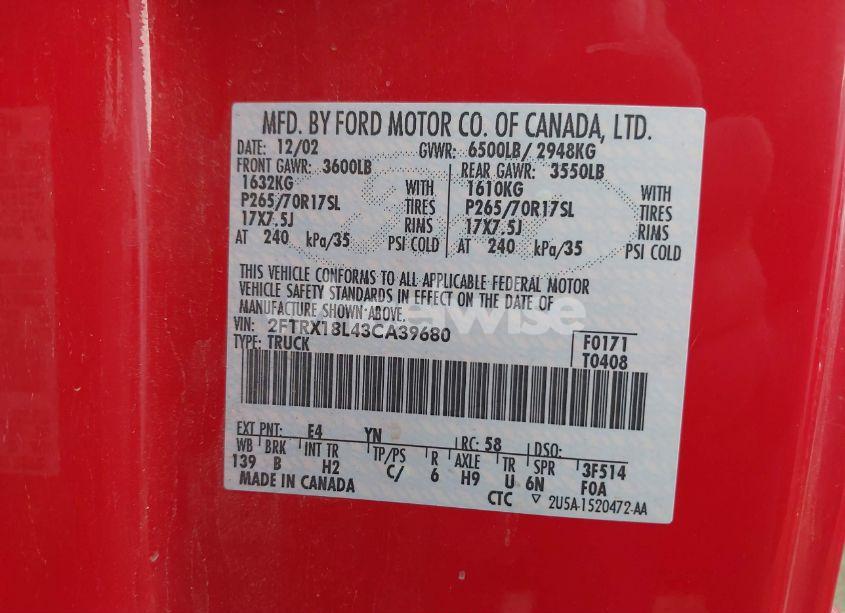 MFD. BY FORD MOTOR CO. OF CANADA, LTD.
DATE: 12/02 GVWR: 6500LB/ 2948KG
FRONT GAWR: 3600LB REAR GAWR: 3550LB
1632KG WITH 1610KG WITH
P265/70R17SL TIRES P265/70R17SL TIRES
17X7.5J RIMS 17X7.5J RIMS
AT 240 kPa/35 PSI COLD AT 240 kPa/35 PSI COLD
THIS VEHICLE CONFORMS TO ALL APPLICABLE FEDERAL MOTOR
VEHICLE SAFETY STANDARDS IN EFFECT ON THE DATE OF
MANUFACTURE SHOWN ABOVE.
VIN: 2FTRX18L43CA39680 F0171
TYPE: TRUCK T0408
EXT PNT: E4 YN RC: 58 DSO:
WB BRK INT TR TP/PS R AXLE TR SPR 3F514
139 B H2 C/ 6 H9 U 6N F0A
MADE IN CANADA CTC ▽ 2U5A-1520472-AA